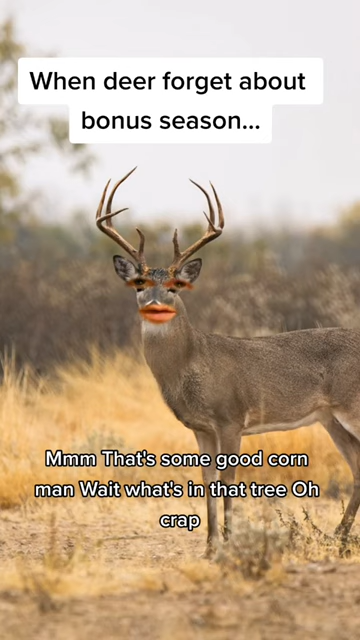 When deer forget about
bonus season...
Mmm That's some good corn
man Wait what's in that tree Oh
crap